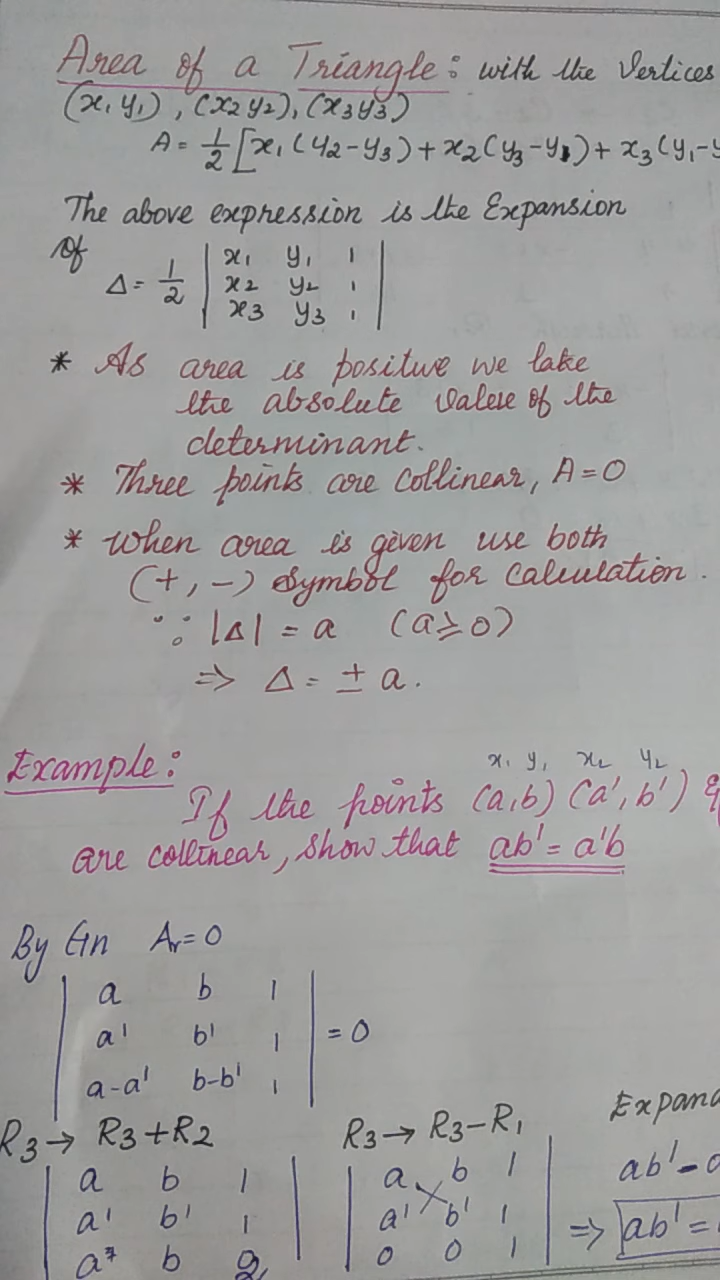 Area of a Triangle: with the Vertices
(x₁ y₁), (x₂ y₂), (x₃ y₃)
A = 1/2 [x₁ (y₂-y₃) + x₂ (y₃-y₁) + x₃ (y₁-y
The above expression is the Expansion
of
Δ = 1/2 | x₁ y₁ 1 |
| x₂ y₂ 1 |
| x₃ y₃ 1 |
* As area is positive we take
the absolute value of the
determinant.
* Three points are collinear, A = 0
* When area is given use both
(+, -) symbol for calculation.
∵ |Δ| = a (a ≥ 0)
⇒ Δ = ± a.
Example:
x₁ y₁ x₂ y₂
If the points (a,b) (a', b') &
are collinear, show that ab' = a'b
By Gn Ar = 0
| a b 1 |
| a' b' 1 | = 0
| a-a' b-b' 1 |
R₃ → R₃ + R₂ R₃ → R₃ - R₁ Expand
| a b 1 | | a b 1 | ab' - a
| a' b' 1 | | a' b' 1 | ⇒ ab' =
| a b 2 | | 0 0 1 |